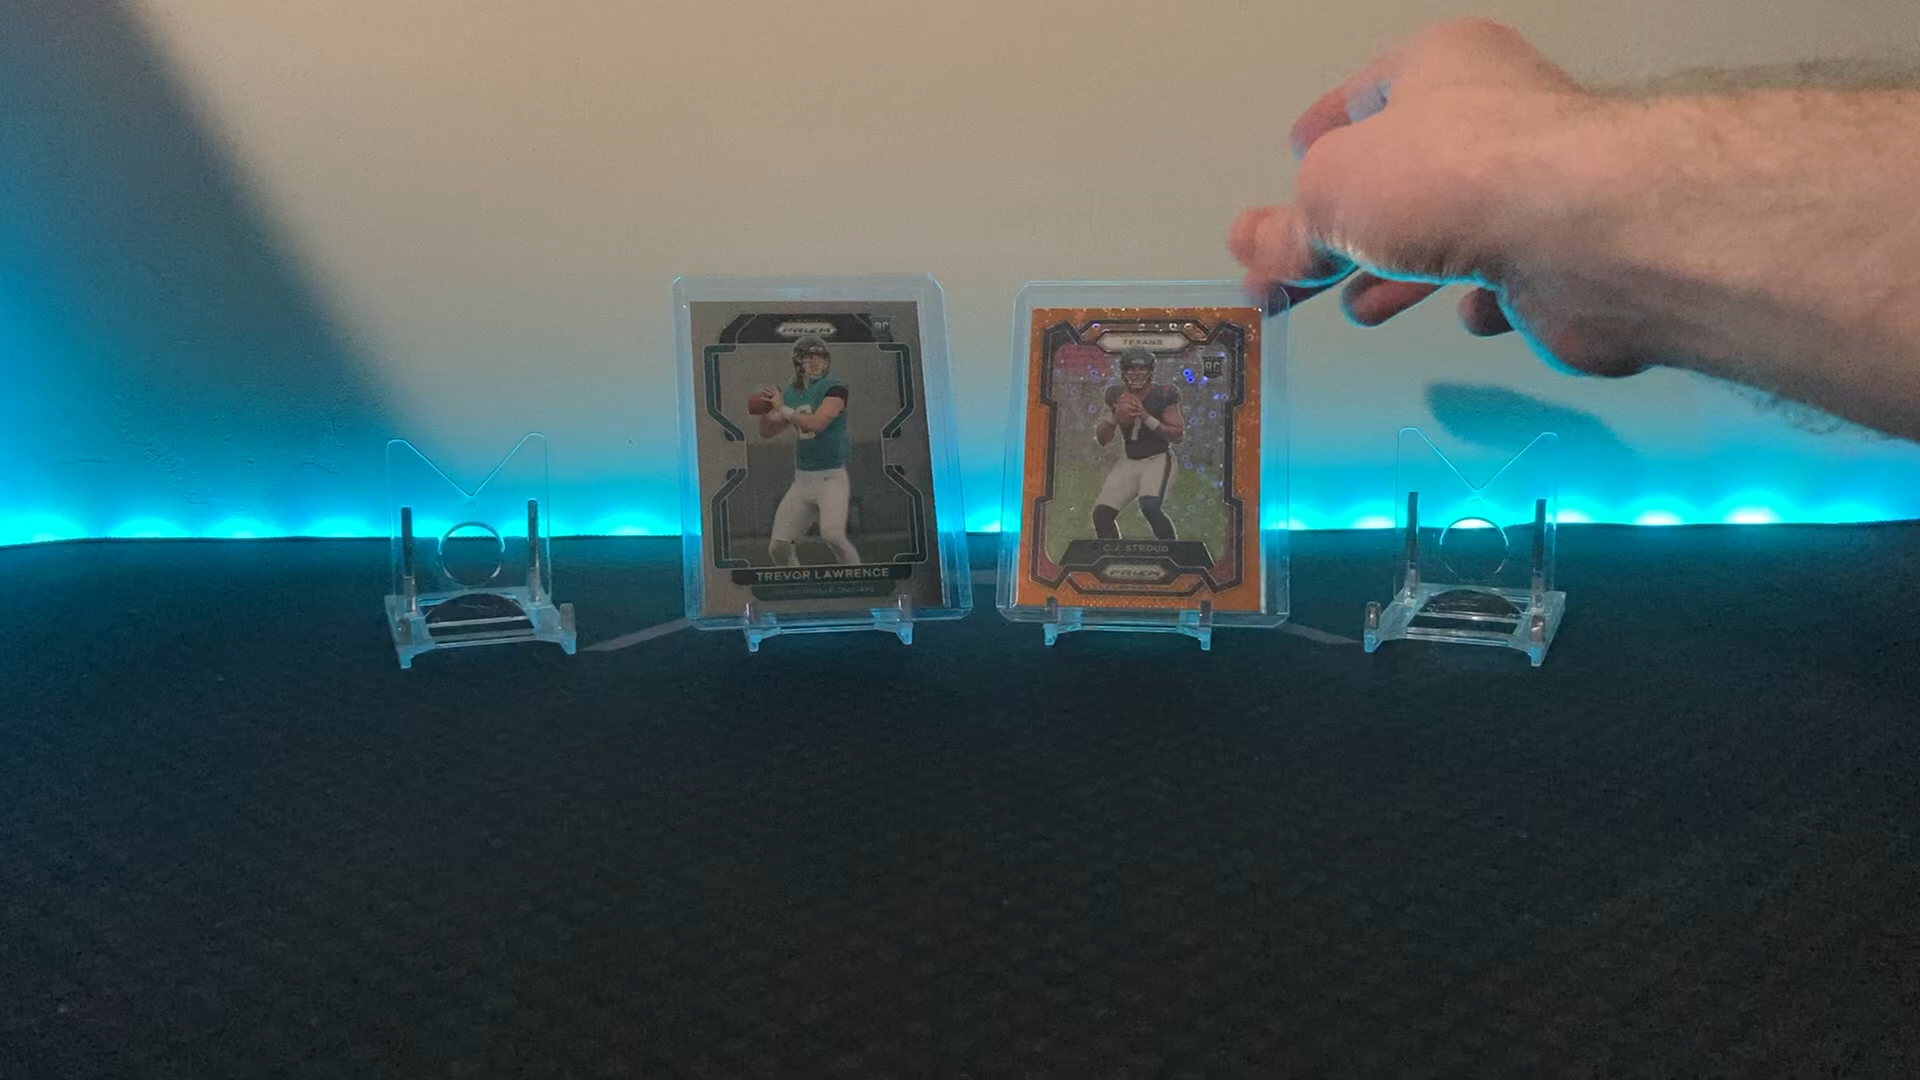 PRIZM
RC
TREVOR LAWRENCE
TEXANS
RC
C.J. STROUD
PRIZM